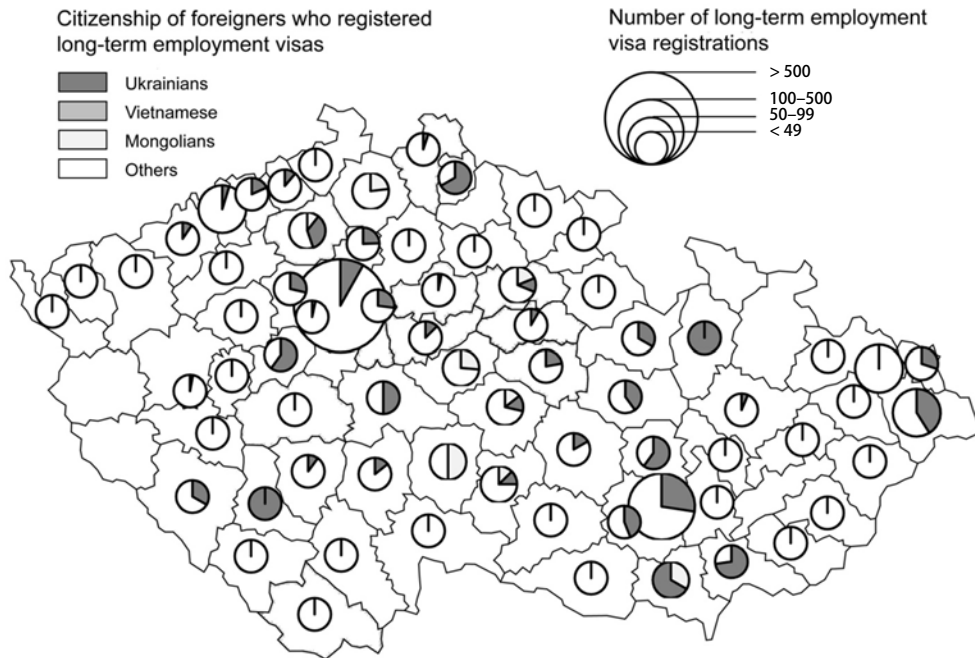 Citizenship of foreigners who registered
long-term employment visas
Ukrainians
Vietnamese
Mongolians
Others
Number of long-term employment
visa registrations
> 500
100–500
50–99
< 49